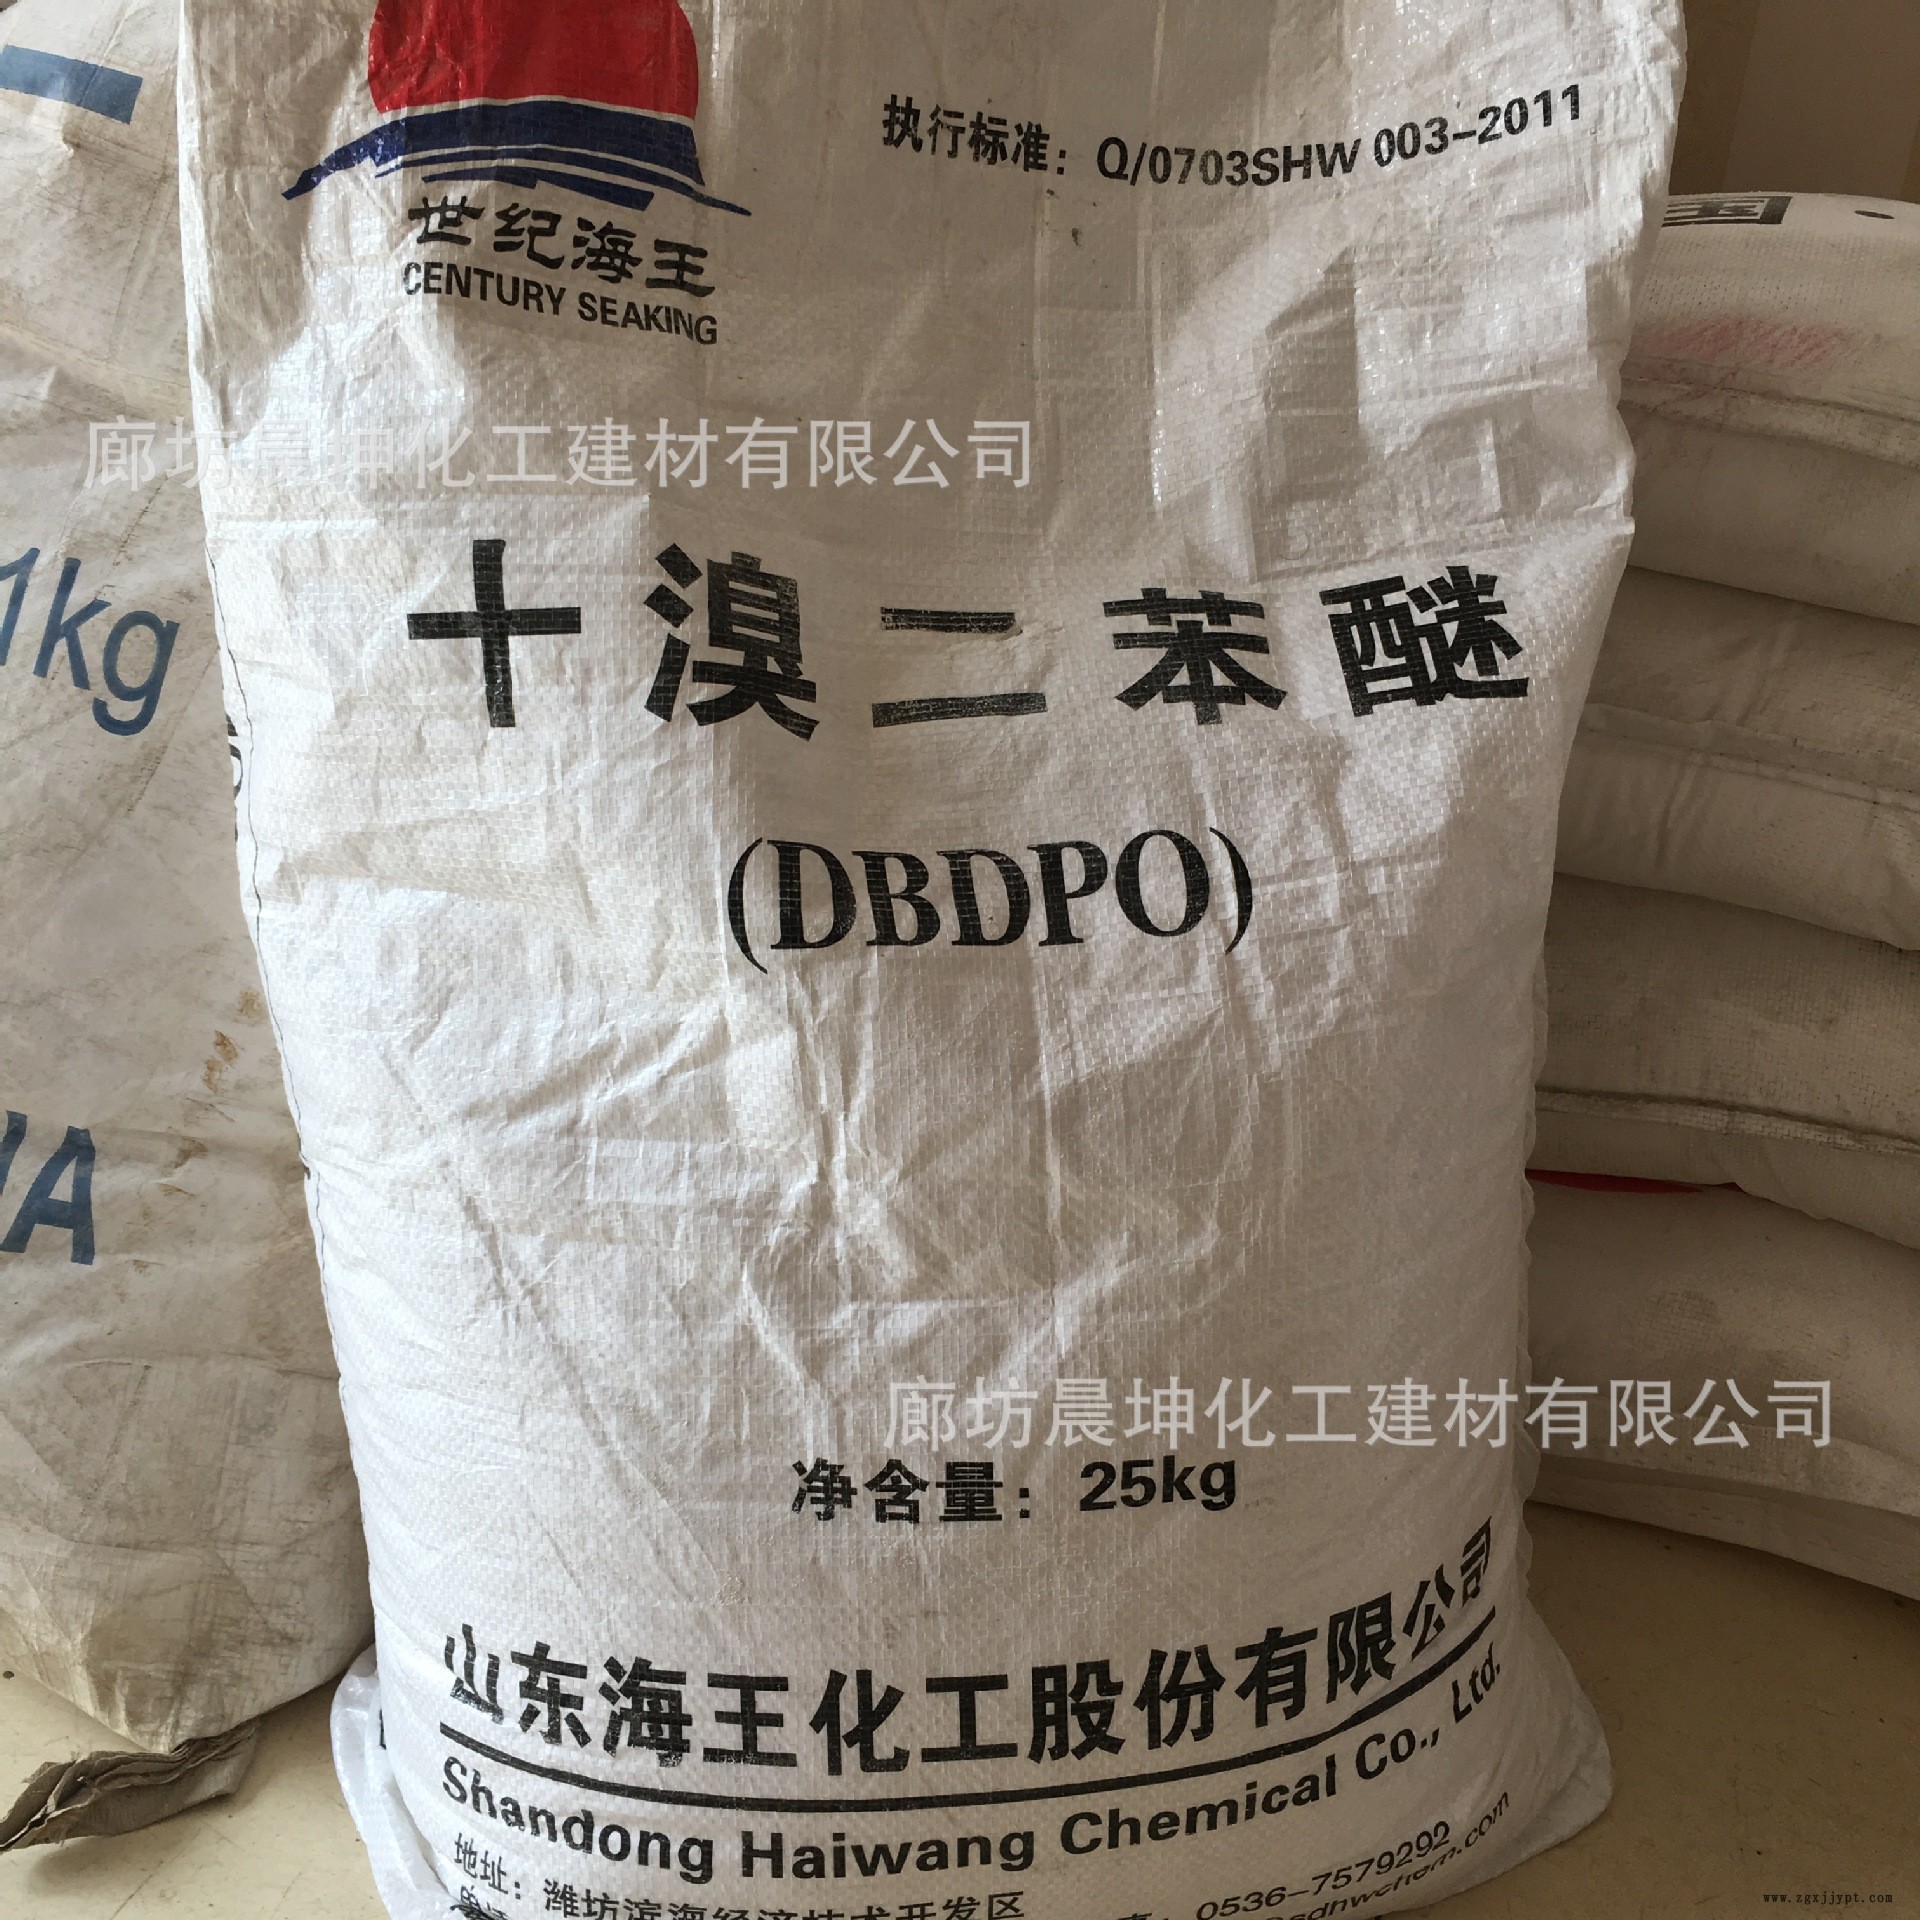 执行标准：Q/0703SHW 003-2011
世纪海王
CENTURY SEAKING
廊坊晨坤化工建材有限公司
十溴二苯醚
(DBDPO)
1kg
廊坊晨坤化工建材有限公司
净含量：25kg
山东海王化工股份有限公司
Shandong Haiwang Chemical Co., Ltd.
地址：潍坊滨海经济技术开发区
0536-7579292
sdhwchem.com
www.zgxjjypt.com